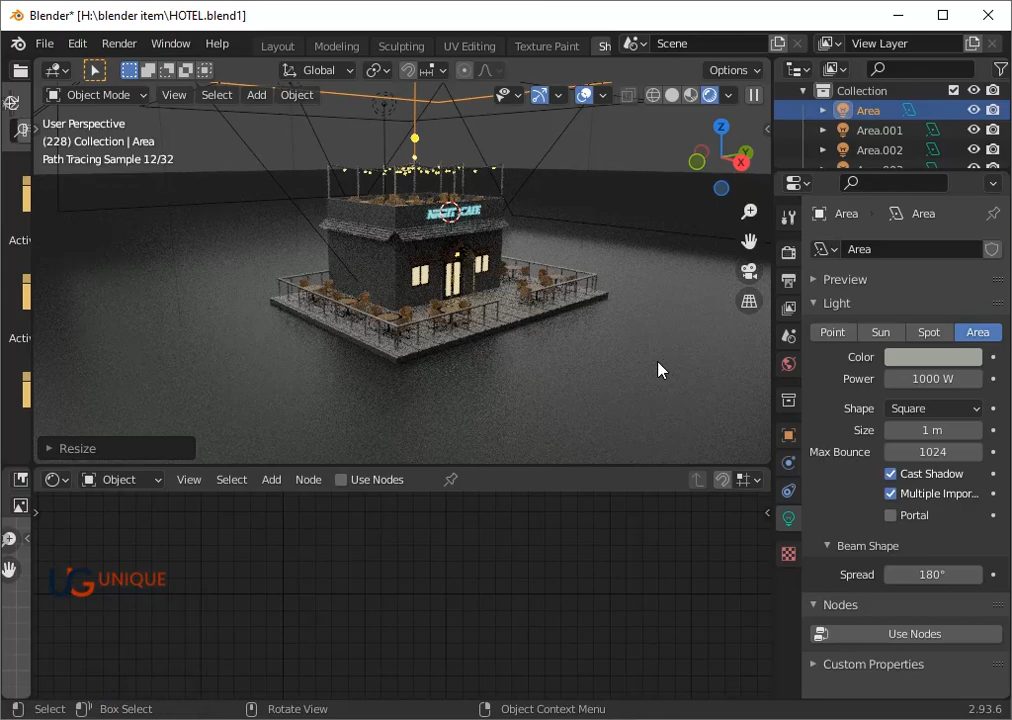 Blender* [H:\blender item\HOTEL.blend1]
File Edit Render Window Help
Layout Modeling Sculpting UV Editing Texture Paint Sh
Scene
View Layer
Global
Options
Object Mode View Select Add Object
User Perspective
(228) Collection | Area
Path Tracing Sample 12/32
Z
Y
X
NIGHT CAFE
Activ
Activ
Resize
Collection
Area
Area.001
Area.002
Area Area
Area
Preview
Light
Point Sun Spot Area
Color
Power 1000 W
Shape Square
Size 1 m
Max Bounce 1024
Cast Shadow
Multiple Impor...
Portal
Beam Shape
Spread 180°
Nodes
Use Nodes
Custom Properties
Object View Select Add Node Use Nodes
UG UNIQUE
Select Box Select Rotate View Object Context Menu 2.93.6